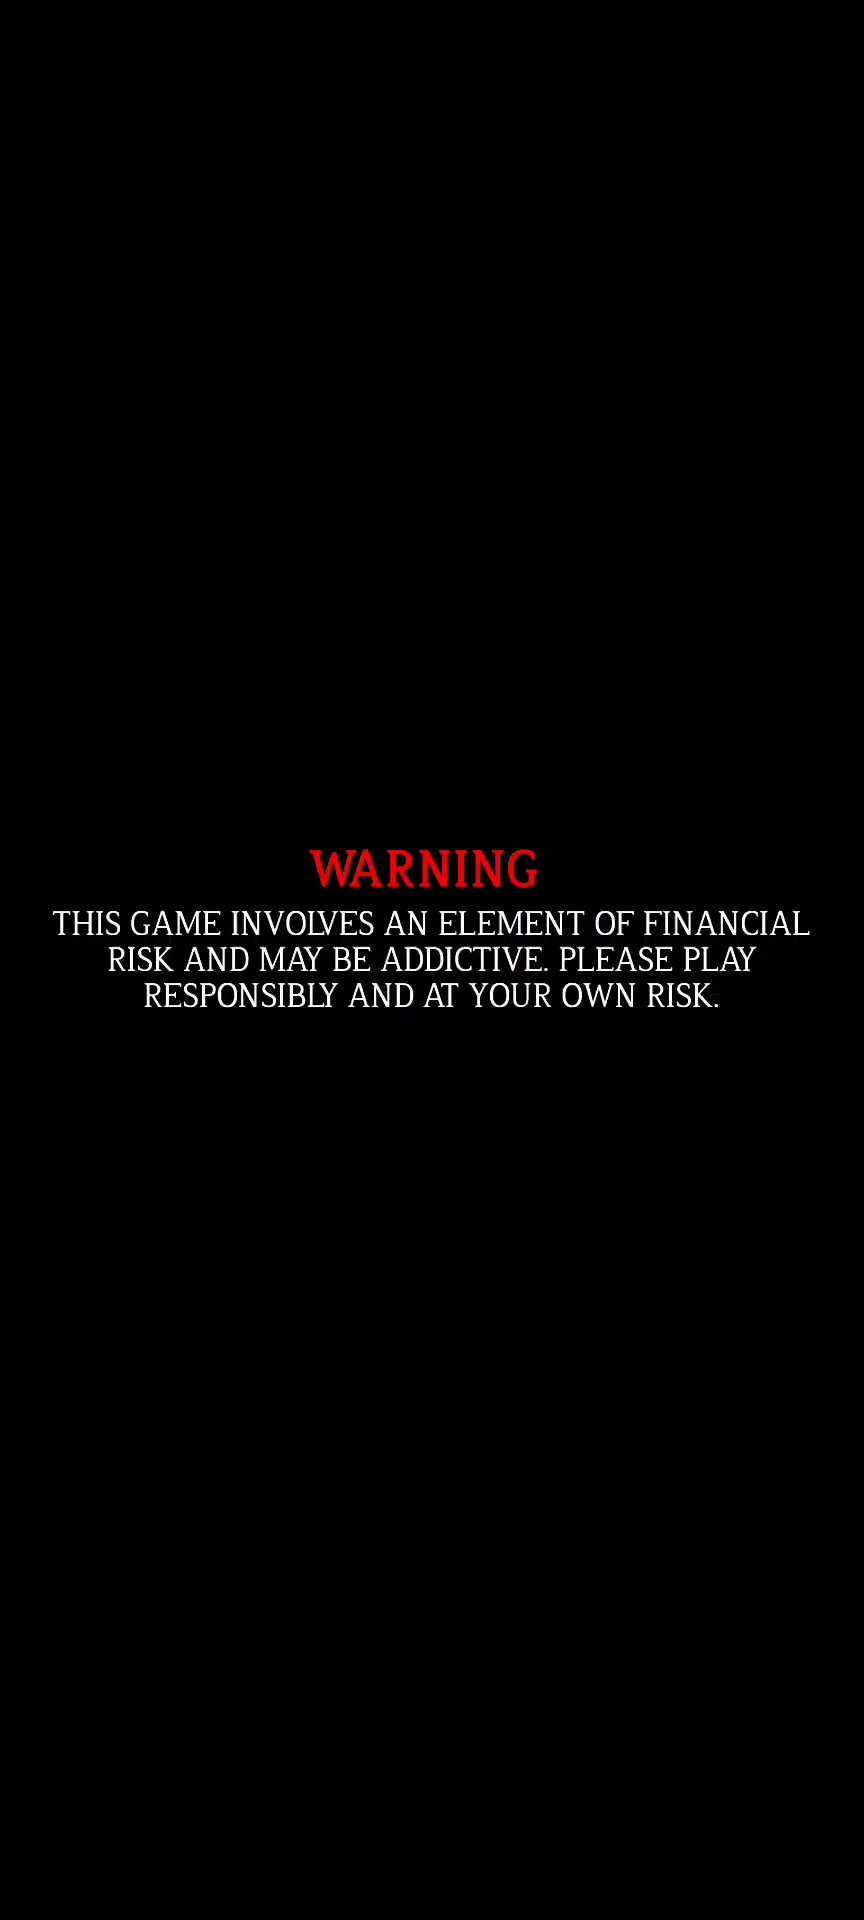 WARNING
THIS GAME INVOLVES AN ELEMENT OF FINANCIAL
RISK AND MAY BE ADDICTIVE. PLEASE PLAY
RESPONSIBLY AND AT YOUR OWN RISK.